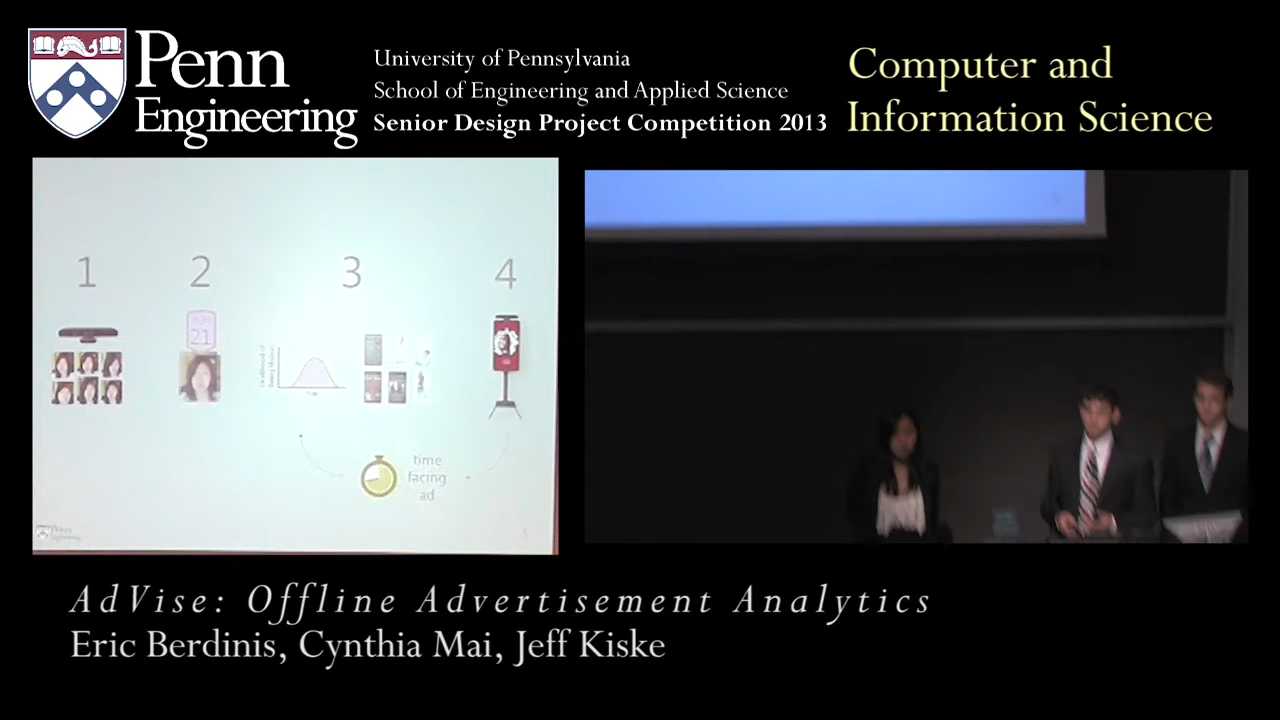 Penn
Engineering
University of Pennsylvania
School of Engineering and Applied Science
Senior Design Project Competition 2013
Computer and
Information Science
1 2 3 4
21
time
facing
ad
5
AdVise: Offline Advertisement Analytics
Eric Berdinis, Cynthia Mai, Jeff Kiske